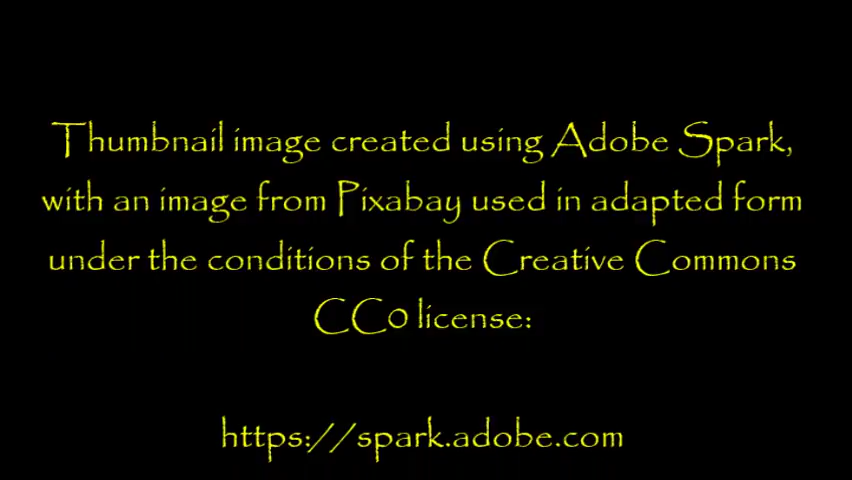 Thumbnail image created using Adobe Spark,
with an image from Pixabay used in adapted form
under the conditions of the Creative Commons
CC0 license:
https://spark.adobe.com